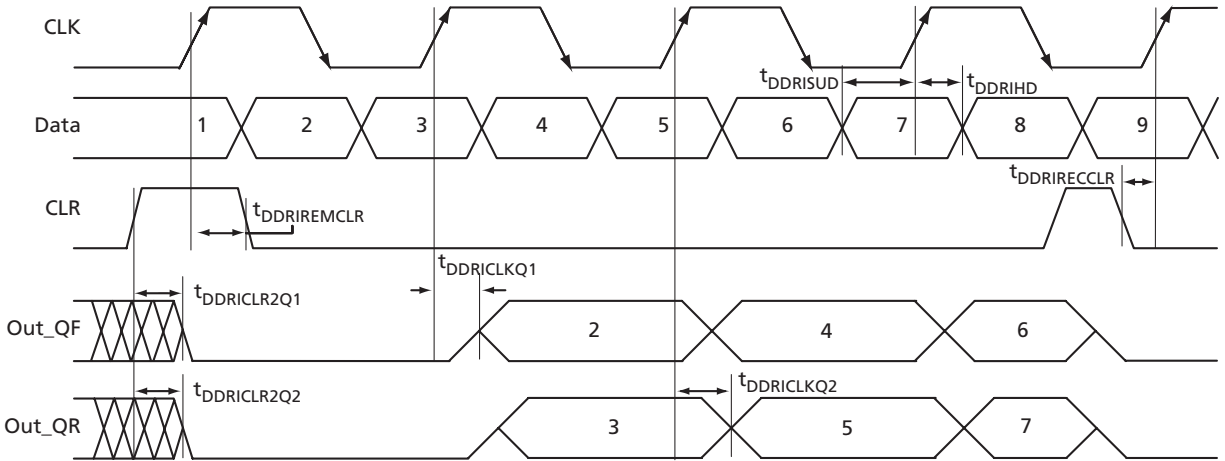 CLK
t_DDRISUD
t_DDRIHD
Data
1 2 3 4 5 6 7 8 9
t_DDRIRECCLR
CLR
t_DDRIREMCLR
t_DDRICLKQ1
t_DDRICLR2Q1
Out_QF
2 4 6
t_DDRICLR2Q2
t_DDRICLKQ2
Out_QR
3 5 7